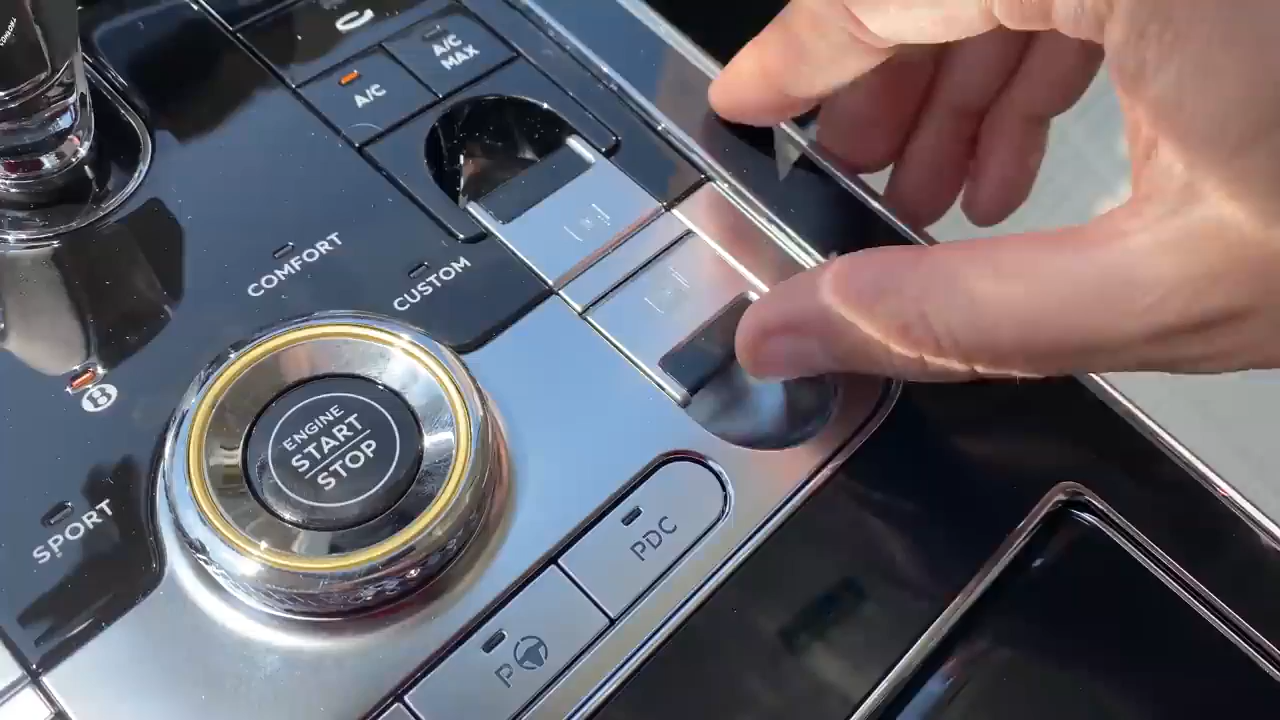 A/C
MAX
A/C
COMFORT
CUSTOM
B
SPORT
ENGINE
START
STOP
PDC
P